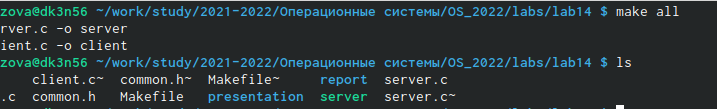 zova@dk3n56 ~/work/study/2021-2022/Операционные системы/OS_2022/labs/lab14 $ make all
rver.c -o server
ient.c -o client
zova@dk3n56 ~/work/study/2021-2022/Операционные системы/OS_2022/labs/lab14 $ ls
client.c~ common.h~ Makefile~ report server.c
.c common.h Makefile presentation server server.c~